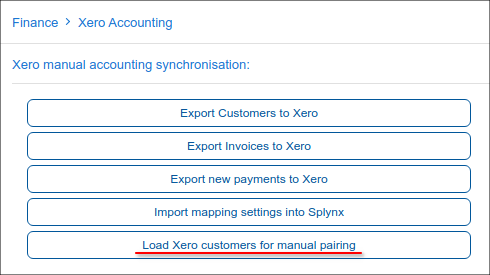 Finance > Xero Accounting
Xero manual accounting synchronisation:
Export Customers to Xero
Export Invoices to Xero
Export new payments to Xero
Import mapping settings into Splynx
Load Xero customers for manual pairing